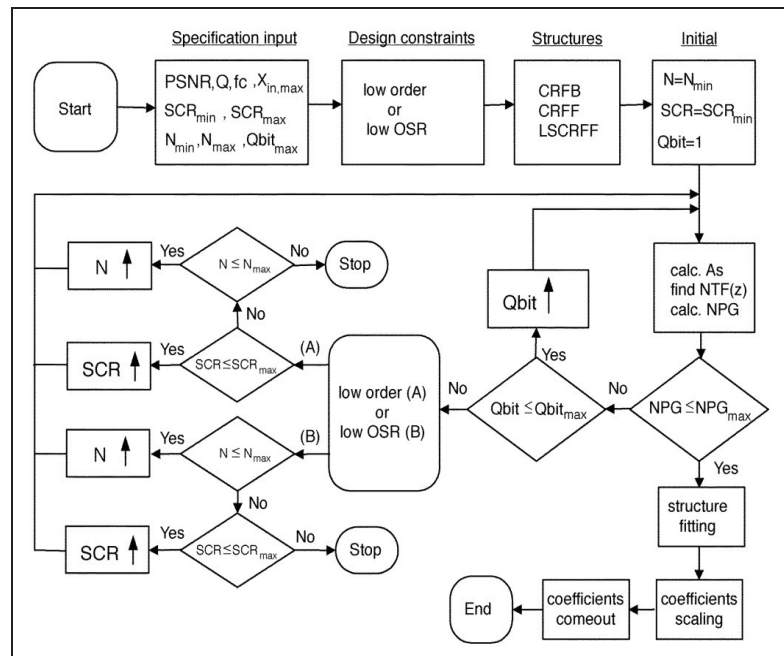 Specification input
Design constraints
Structures
Initial
Start
PSNR,Q,fc ,Xin,max
SCRmin , SCRmax
Nmin,Nmax ,Qbitmax
low order
or
low OSR
CRFB
CRFF
LSCRFF
N=Nmin
SCR=SCRmin
Qbit=1
N
Yes
N ≤ Nmax
No
Stop
No
SCR
Yes
SCR≤SCRmax
(A)
N
Yes
N ≤ Nmax
(B)
No
SCR
Yes
SCR≤SCRmax
No
Stop
low order (A)
or
low OSR (B)
No
Qbit
Yes
Qbit ≤Qbitmax
No
calc. As
find NTF(z)
calc. NPG
NPG ≤NPGmax
Yes
structure
fitting
coefficients
scaling
coefficients
comeout
End